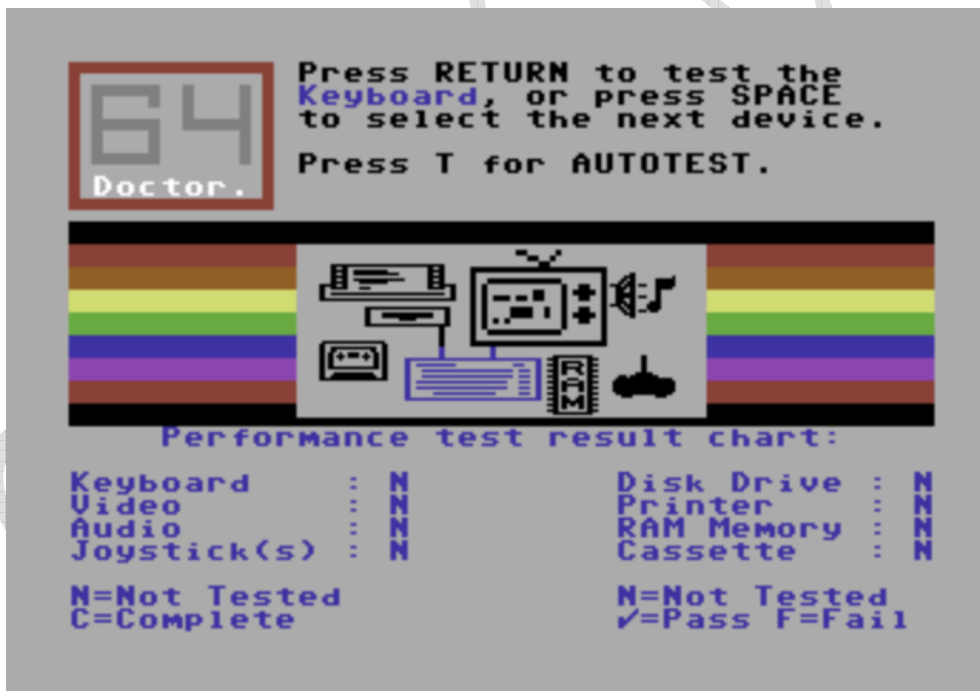 64
Doctor.
Press RETURN to test the
Keyboard, or press SPACE
to select the next device.
Press T for AUTOTEST.
RAM
Performance test result chart:
Keyboard : N
Video : N
Audio : N
Joystick(s) : N
Disk Drive : N
Printer : N
RAM Memory : N
Cassette : N
N=Not Tested
C=Complete
N=Not Tested
✓=Pass F=Fail